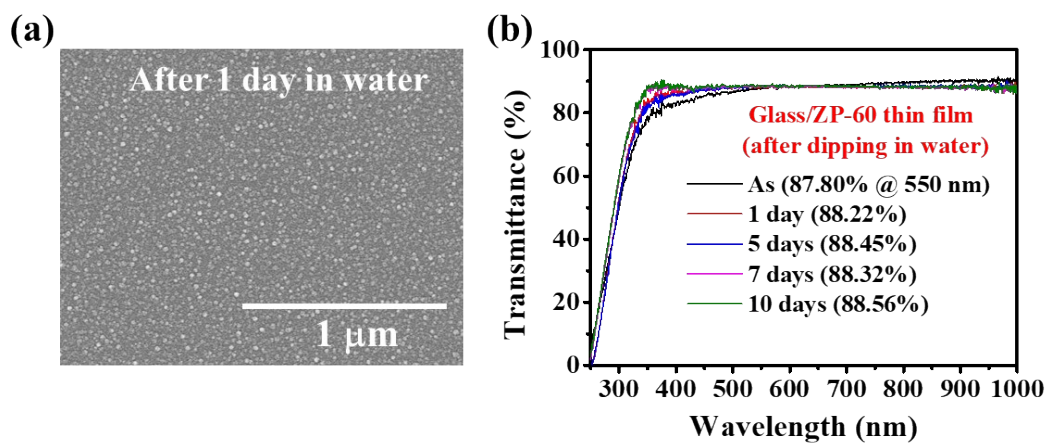 (a)
After 1 day in water
1 μm
(b)
100
80
60
40
20
0
Transmittance (%)
Glass/ZP-60 thin film
(after dipping in water)
As (87.80% @ 550 nm)
1 day (88.22%)
5 days (88.45%)
7 days (88.32%)
10 days (88.56%)
300 400 500 600 700 800 900 1000
Wavelength (nm)